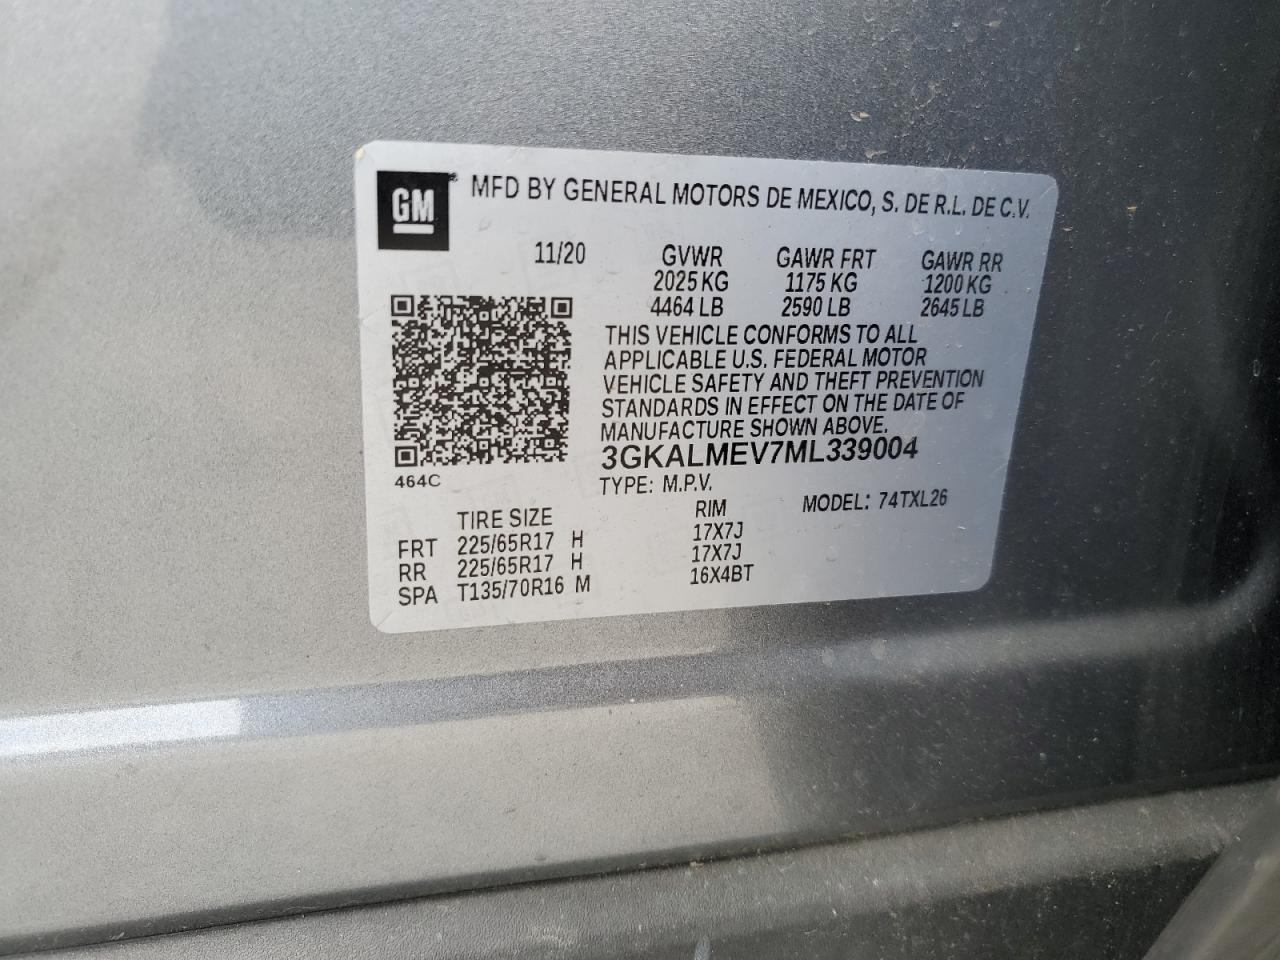 GM
MFD BY GENERAL MOTORS DE MEXICO, S. DE R.L. DE C.V.
11/20 GVWR GAWR FRT GAWR RR
2025 KG 1175 KG 1200 KG
4464 LB 2590 LB 2645 LB
THIS VEHICLE CONFORMS TO ALL
APPLICABLE U.S. FEDERAL MOTOR
VEHICLE SAFETY AND THEFT PREVENTION
STANDARDS IN EFFECT ON THE DATE OF
MANUFACTURE SHOWN ABOVE.
3GKALMEV7ML339004
464C
TYPE: M.P.V. MODEL: 74TXL26
TIRE SIZE RIM
FRT 225/65R17 H 17X7J
RR 225/65R17 H 17X7J
SPA T135/70R16 M 16X4BT